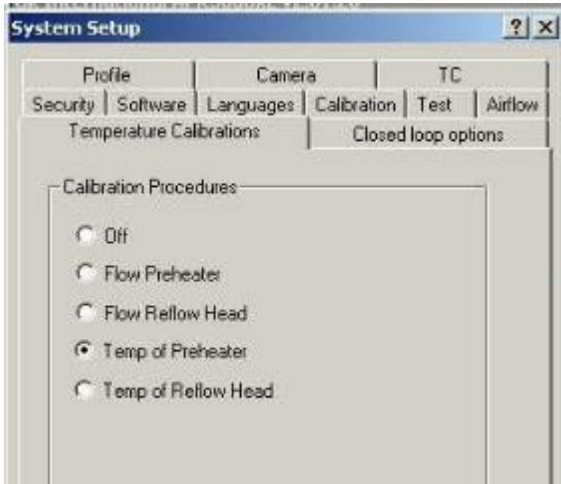 System Setup ? ×
Profile Camera TC
Security Software Languages Calibration Test Airflow
Temperature Calibrations Closed loop options
Calibration Procedures
Off
Flow Preheater
Flow Reflow Head
Temp of Preheater
Temp of Reflow Head